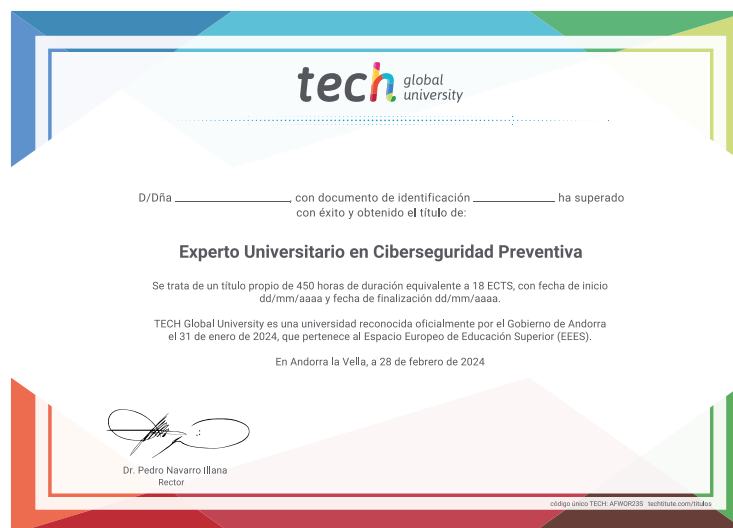 tech global university
D/Dña ____________, con documento de identificación ____________ ha superado
con éxito y obtenido el título de:
Experto Universitario en Ciberseguridad Preventiva
Se trata de un título propio de 450 horas de duración equivalente a 18 ECTS, con fecha de inicio
dd/mm/aaaa y fecha de finalización dd/mm/aaaa.
TECH Global University es una universidad reconocida oficialmente por el Gobierno de Andorra
el 31 de enero de 2024, que pertenece al Espacio Europeo de Educación Superior (EEES).
En Andorra la Vella, a 28 de febrero de 2024
Dr. Pedro Navarro Illana
Rector
código único TECH: AFWOR23S techtitute.com/titulos